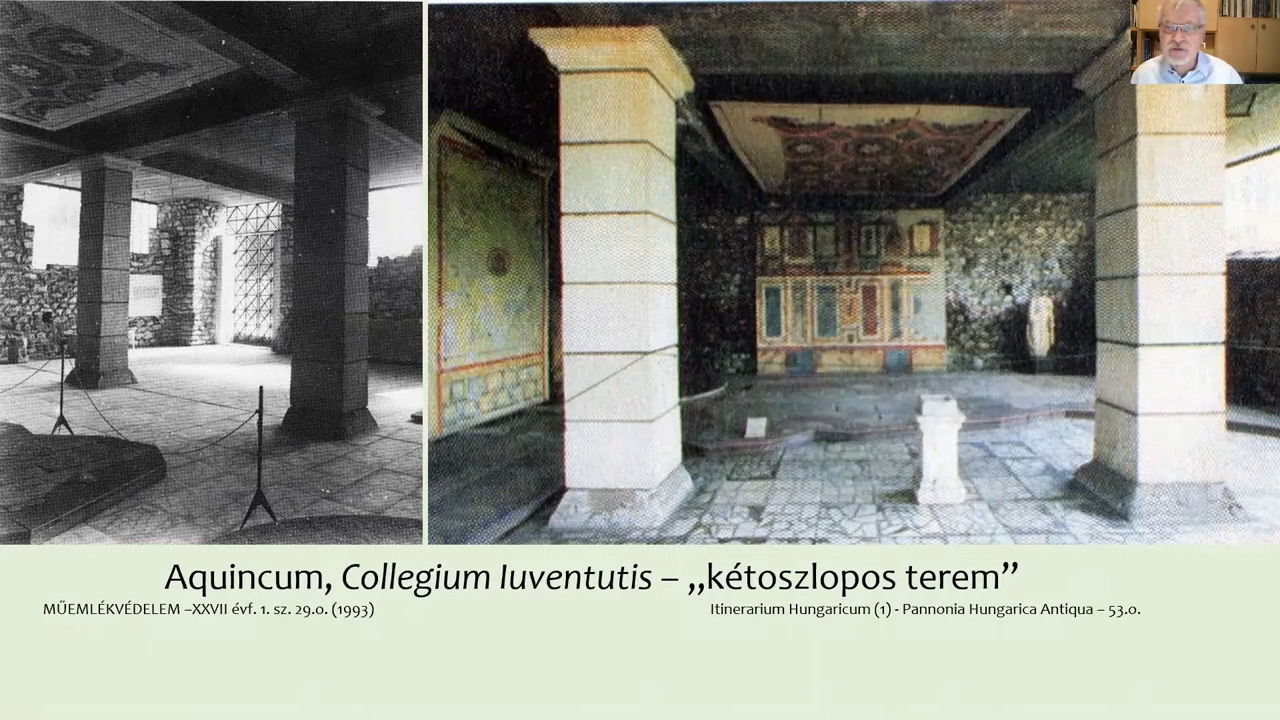 Aquincum, Collegium Iuventutis – „kétoszlopos terem”
MŰEMLÉKVÉDELEM –XXVII évf. 1. sz. 29.o. (1993)
Itinerarium Hungaricum (1) - Pannonia Hungarica Antiqua – 53.o.